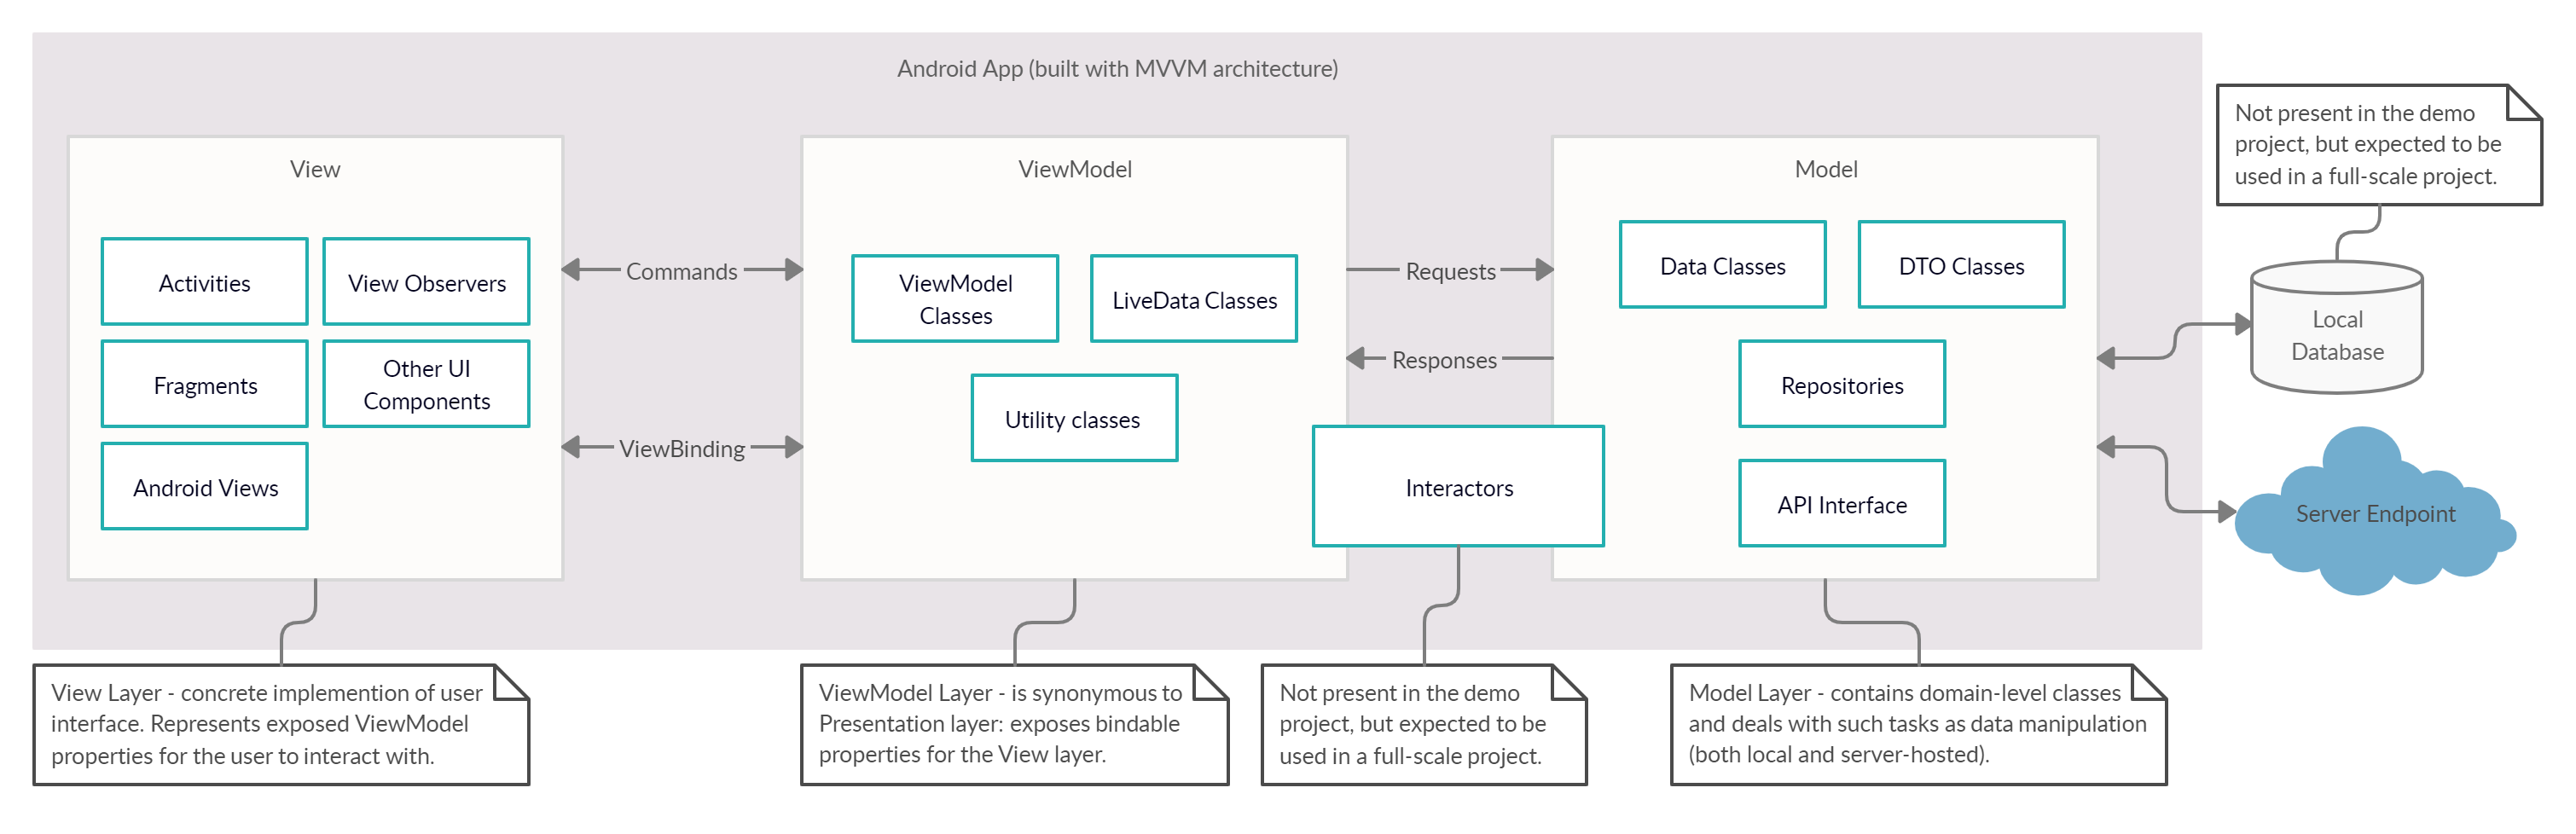 Android App (built with MVVM architecture)
View
Activities
View Observers
Fragments
Other UI
Components
Android Views
Commands
ViewBinding
ViewModel
ViewModel
Classes
LiveData Classes
Utility classes
Requests
Responses
Interactors
Model
Data Classes
DTO Classes
Repositories
API Interface
Not present in the demo
project, but expected to be
used in a full-scale project.
Local
Database
Server Endpoint
View Layer - concrete implemention of user
interface. Represents exposed ViewModel
properties for the user to interact with.
ViewModel Layer - is synonymous to
Presentation layer: exposes bindable
properties for the View layer.
Not present in the demo
project, but expected to be
used in a full-scale project.
Model Layer - contains domain-level classes
and deals with such tasks as data manipulation
(both local and server-hosted).